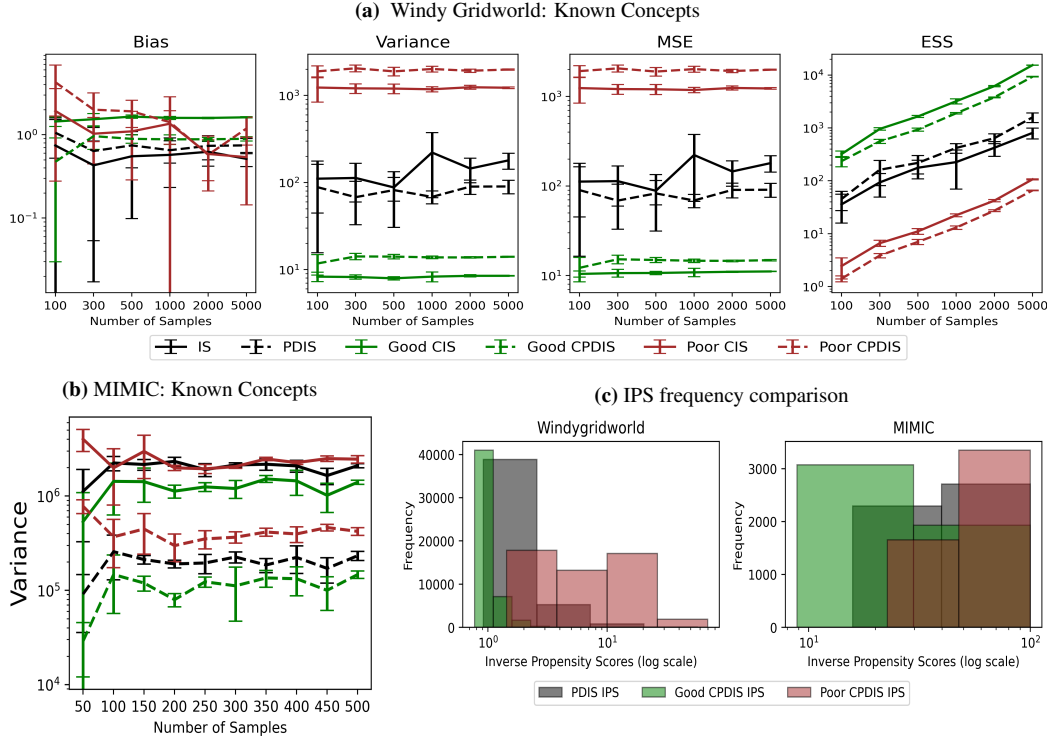 (a) Windy Gridworld: Known Concepts
Bias
Variance
MSE
ESS
10^0
10^-1
10^3
10^2
10^1
10^3
10^2
10^1
10^4
10^3
10^2
10^1
10^0
100 300 500 1000 2000 5000
100 300 500 1000 2000 5000
100 300 500 1000 2000 5000
100 300 500 1000 2000 5000
Number of Samples
Number of Samples
Number of Samples
Number of Samples
IS PDIS Good CIS Good CPDIS Poor CIS Poor CPDIS
(b) MIMIC: Known Concepts
Variance
10^6
10^5
10^4
50 100 150 200 250 300 350 400 450 500
Number of Samples
(c) IPS frequency comparison
Windygridworld
Frequency
40000
30000
20000
10000
0
10^0 10^1
Inverse Propensity Scores (log scale)
MIMIC
Frequency
3000
2000
1000
0
10^1 10^2
Inverse Propensity Scores (log scale)
PDIS IPS Good CPDIS IPS Poor CPDIS IPS